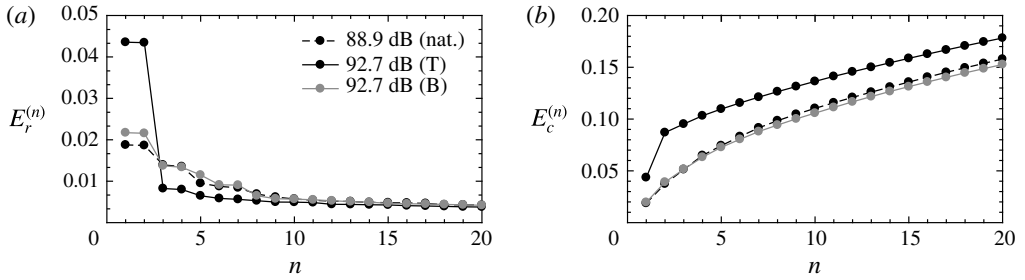 (a)
0.05
0.04
0.03
0.02
0.01
0
5
10
15
20
E_r^{(n)}
n
88.9 dB (nat.)
92.7 dB (T)
92.7 dB (B)
(b)
0.20
0.15
0.10
0.05
0
5
10
15
20
E_c^{(n)}
n